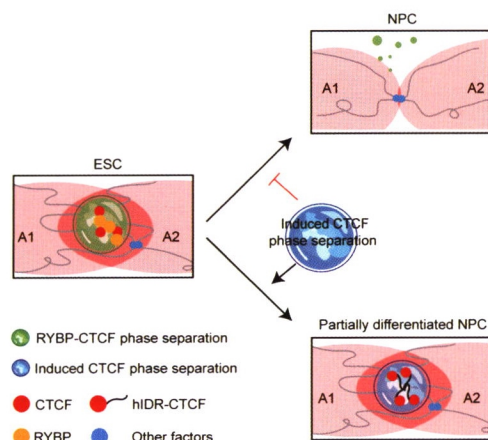 NPC
A1 A2
ESC
A1 A2
Induced CTCF
phase separation
Partially differentiated NPC
A1 A2
RYBP-CTCF phase separation
Induced CTCF phase separation
CTCF hIDR-CTCF
RYBP Other factors